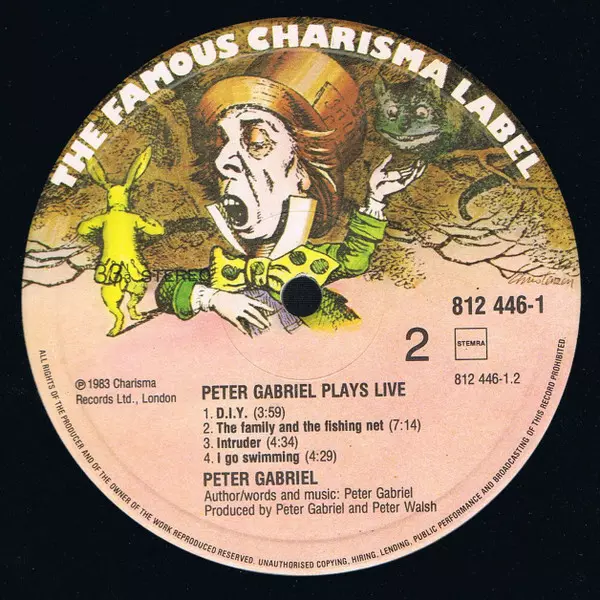 THE FAMOUS CHARISMA LABEL
33⅓ STEREO
812 446-1
2
STEMRA
℗ 1983 Charisma
Records Ltd., London
812 446-1.2
PETER GABRIEL PLAYS LIVE
1. D.I.Y. (3:59)
2. The family and the fishing net (7:14)
3. Intruder (4:34)
4. I go swimming (4:29)
PETER GABRIEL
Author/words and music: Peter Gabriel
Produced by Peter Gabriel and Peter Walsh
ALL RIGHTS OF THE PRODUCER AND OF THE OWNER OF THE WORK REPRODUCED RESERVED. UNAUTHORISED COPYING, HIRING, LENDING, PUBLIC PERFORMANCE AND BROADCASTING OF THIS RECORD PROHIBITED.